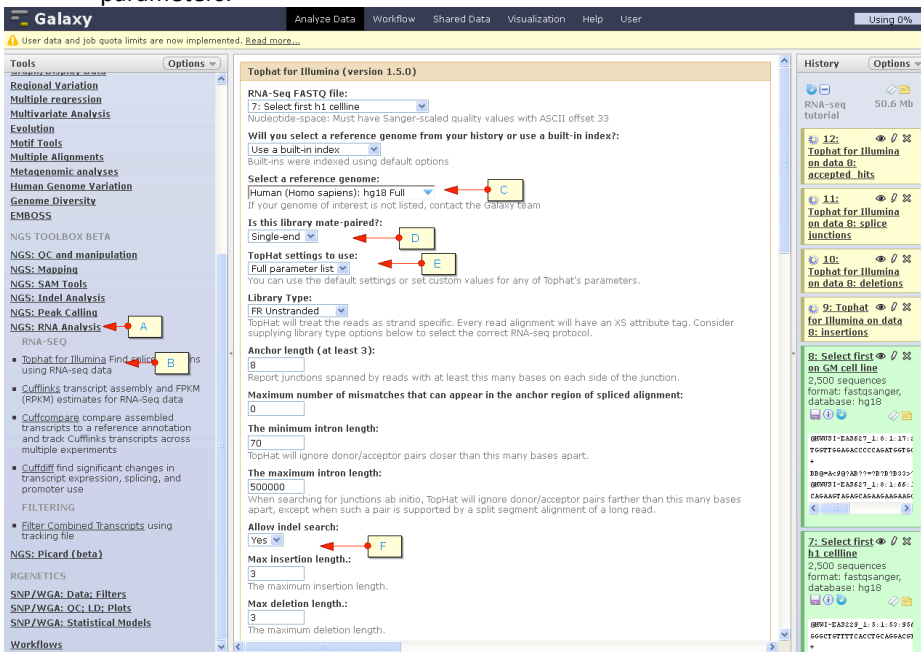 parameters.
Galaxy
Analyze Data Workflow Shared Data Visualization Help User
Using 0%
User data and job quota limits are now implemented. Read more...
Tools Options
Graph/Display Data
Regional Variation
Multiple regression
Multivariate Analysis
Evolution
Motif Tools
Multiple Alignments
Metagenomic analyses
Human Genome Variation
Genome Diversity
EMBOSS
NGS TOOLBOX BETA
NGS: QC and manipulation
NGS: Mapping
NGS: SAM Tools
NGS: Indel Analysis
NGS: Peak Calling
NGS: RNA Analysis
A
RNA-SEQ
Tophat for Illumina Find splice
using RNA-seq data
B
Cufflinks transcript assembly and FPKM
(RPKM) estimates for RNA-Seq data
Cuffcompare compare assembled
transcripts to a reference annotation
and track Cufflinks transcripts across
multiple experiments
Cuffdiff find significant changes in
transcript expression, splicing, and
promoter use
FILTERING
Filter Combined Transcripts using
tracking file
NGS: Picard (beta)
RGENETICS
SNP/WGA: Data; Filters
SNP/WGA: QC; LD; Plots
SNP/WGA: Statistical Models
Workflows
Tophat for Illumina (version 1.5.0)
RNA-Seq FASTQ file:
7: Select first h1 cellline
Nucleotide-space: Must have Sanger-scaled quality values with ASCII offset 33
Will you select a reference genome from your history or use a built-in index?:
Use a built-in index
Built-ins were indexed using default options
Select a reference genome:
Human (Homo sapiens): hg18 Full
C
If your genome of interest is not listed, contact the Galaxy team
Is this library mate-paired?:
Single-end
D
TopHat settings to use:
Full parameter list
E
You can use the default settings or set custom values for any of Tophat's parameters.
Library Type:
FR Unstranded
TopHat will treat the reads as strand specific. Every read alignment will have an XS attribute tag. Consider
supplying library type options below to select the correct RNA-seq protocol.
Anchor length (at least 3):
8
Report junctions spanned by reads with at least this many bases on each side of the junction.
Maximum number of mismatches that can appear in the anchor region of spliced alignment:
0
The minimum intron length:
70
TopHat will ignore donor/acceptor pairs closer than this many bases apart.
The maximum intron length:
500000
When searching for junctions ab initio, TopHat will ignore donor/acceptor pairs farther than this many bases
apart, except when such a pair is supported by a split segment alignment of a long read.
Allow indel search:
Yes
F
Max insertion length.:
3
The maximum insertion length.
Max deletion length.:
3
The maximum deletion length.
History Options
RNA-seq 50.6 Mb
tutorial
12:
Tophat for Illumina
on data 8:
accepted_hits
11:
Tophat for Illumina
on data 8: splice
junctions
10:
Tophat for Illumina
on data 8: deletions
9: Tophat
for Illumina on data
8: insertions
8: Select first
on GM cell line
2,500 sequences
format: fastqsanger,
database: hg18
+
7: Select first
h1 cellline
2,500 sequences
format: fastqsanger,
database: hg18
+